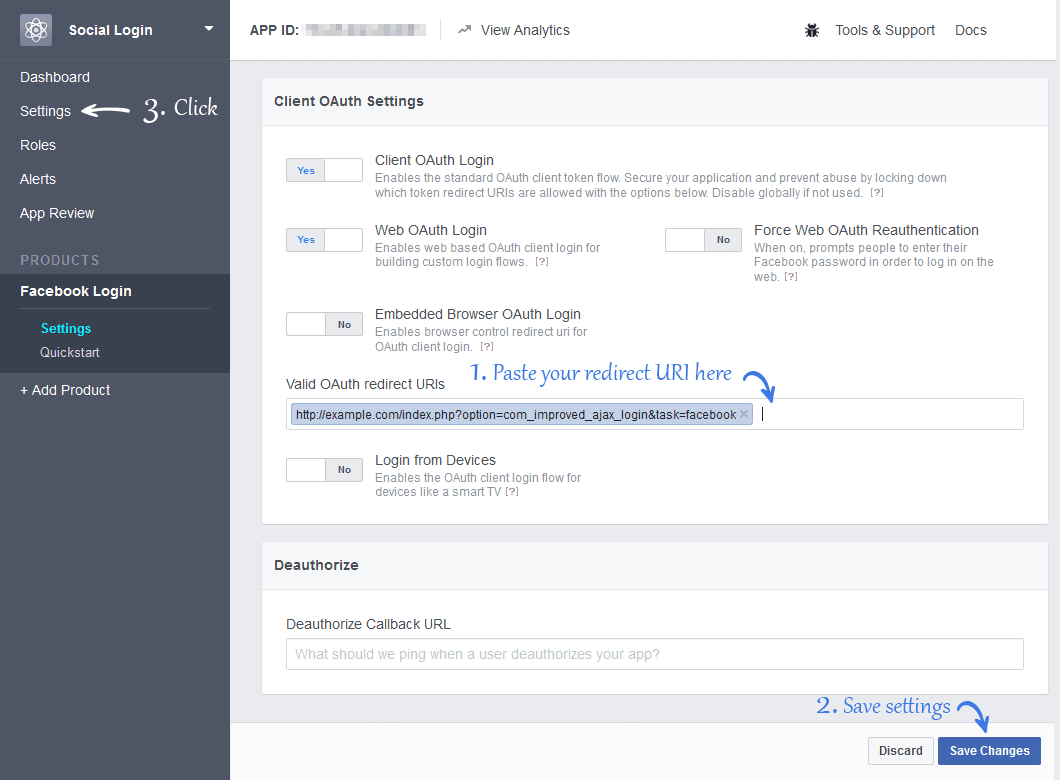 Social Login
APP ID:
View Analytics
Tools & Support
Docs
Dashboard
Settings
3. Click
Roles
Alerts
App Review
PRODUCTS
Facebook Login
Settings
Quickstart
+ Add Product
Client OAuth Settings
Yes
Client OAuth Login
Enables the standard OAuth client token flow. Secure your application and prevent abuse by locking down
which token redirect URIs are allowed with the options below. Disable globally if not used. [?]
Yes
Web OAuth Login
Enables web based OAuth client login for
building custom login flows. [?]
No
Force Web OAuth Reauthentication
When on, prompts people to enter their
Facebook password in order to log in on the
web. [?]
No
Embedded Browser OAuth Login
Enables browser control redirect uri for
OAuth client login. [?]
1. Paste your redirect URI here
Valid OAuth redirect URIs
http://example.com/index.php?option=com_improved_ajax_login&task=facebook ×
No
Login from Devices
Enables the OAuth client login flow for
devices like a smart TV [?]
Deauthorize
Deauthorize Callback URL
What should we ping when a user deauthorizes your app?
2. Save settings
Discard
Save Changes